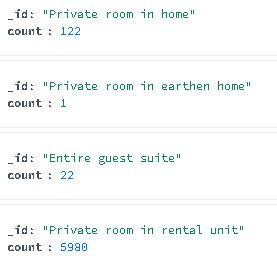 _id: "Private room in home"
count : 122
_id: "Private room in earthen home"
count : 1
_id: "Entire guest suite"
count : 22
_id: "Private room in rental unit"
count : 5980